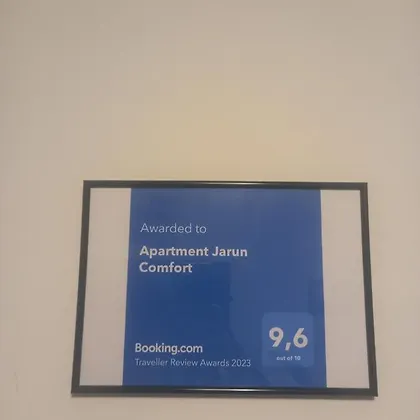 Awarded to
Apartment Jarun
Comfort
Booking.com
Traveller Review Awards 2023
9,6
out of 10